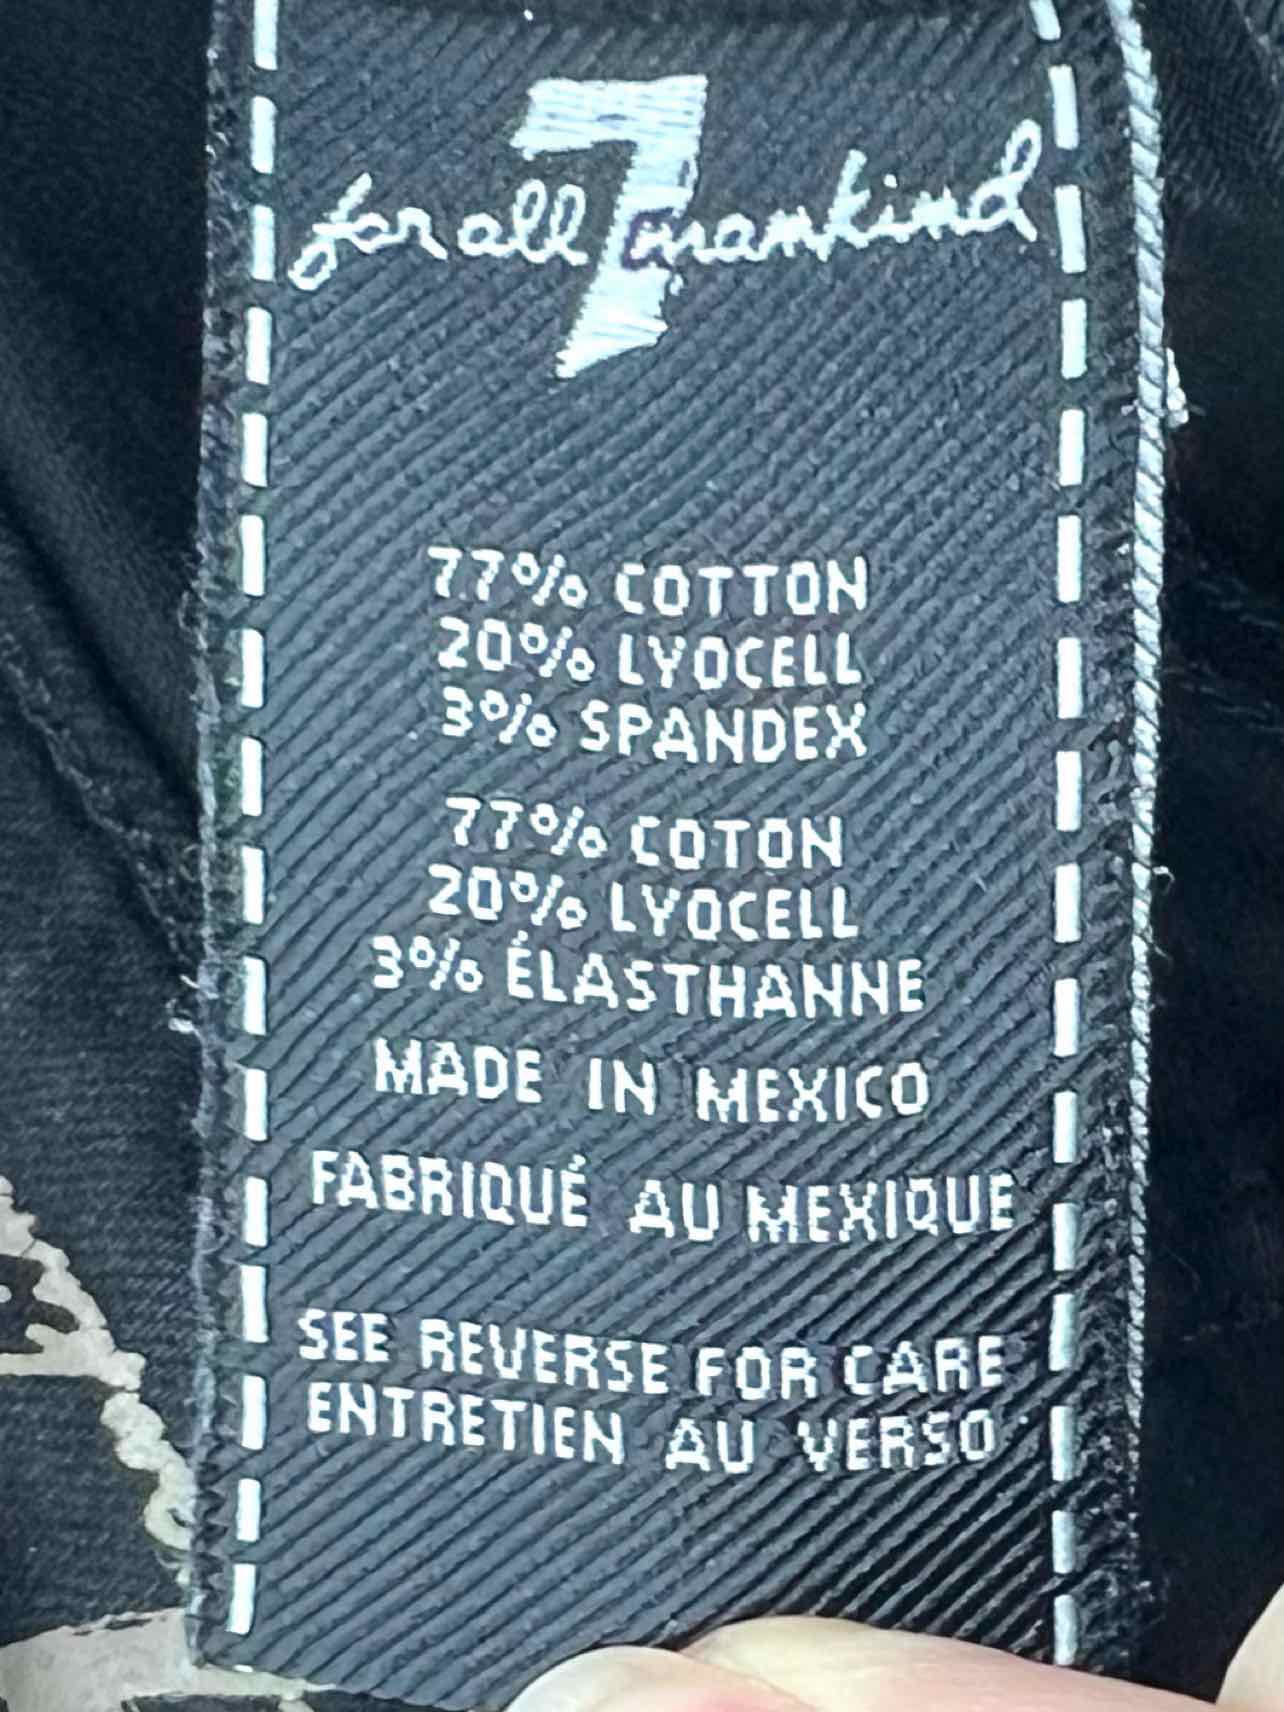 7
for all mankind
77% COTTON
20% LYOCELL
3% SPANDEX
77% COTON
20% LYOCELL
3% ÉLASTHANNE
MADE IN MEXICO
FABRIQUÉ AU MEXIQUE
SEE REVERSE FOR CARE
ENTRETIEN AU VERSO